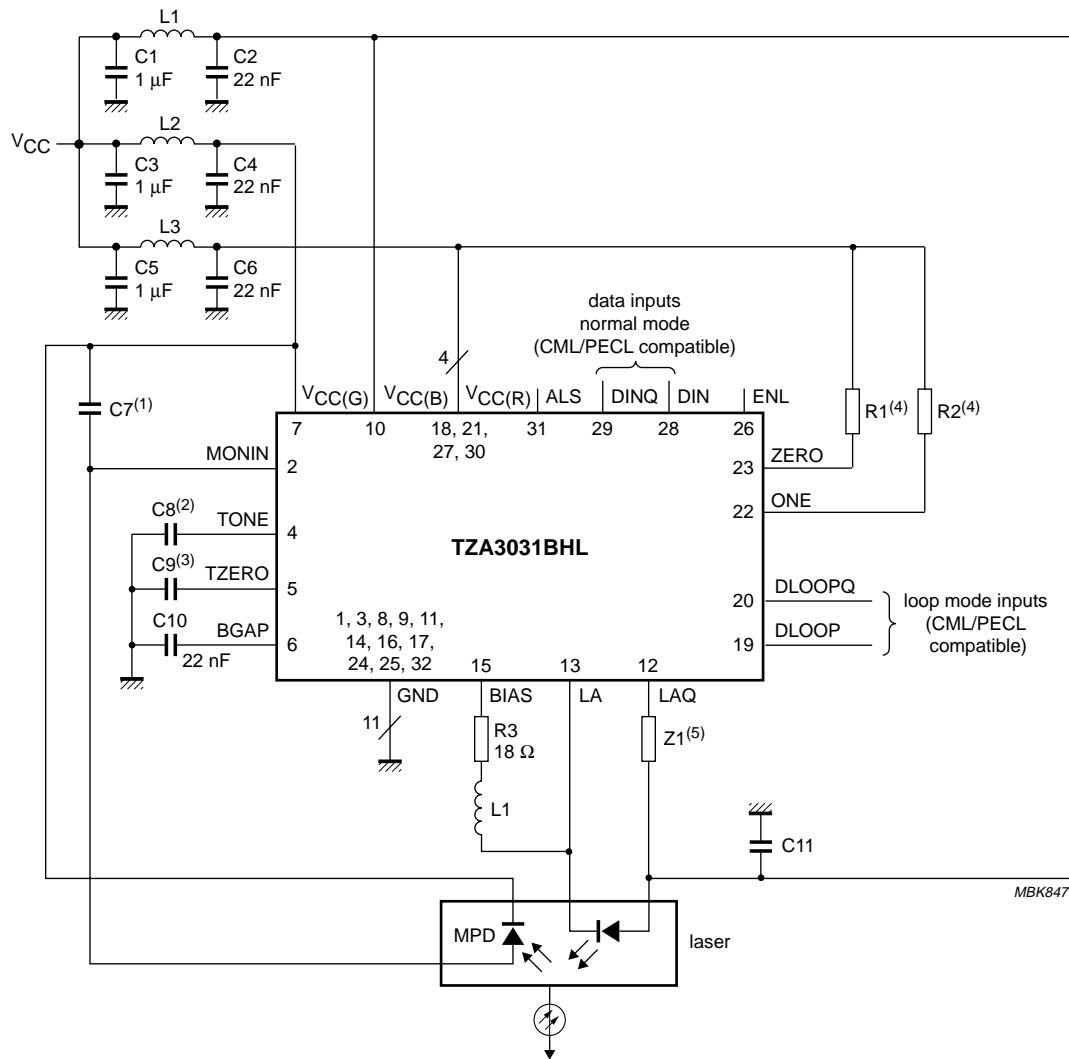 L1
C1
1 μF
C2
22 nF
VCC
L2
C3
1 μF
C4
22 nF
L3
C5
1 μF
C6
22 nF
data inputs
normal mode
(CML/PECL compatible)
4
C7(1)
VCC(G)
VCC(B)
VCC(R)
ALS
DINQ
DIN
ENL
R1(4)
R2(4)
7
10
18, 21,
27, 30
31
29
28
26
MONIN
2
23
ZERO
22
ONE
C8(2)
TONE
4
TZA3031BHL
C9(3)
TZERO
5
C10
22 nF
BGAP
6
1, 3, 8, 9, 11,
14, 16, 17,
24, 25, 32
20
DLOOPQ
19
DLOOP
loop mode inputs
(CML/PECL
compatible)
15
13
12
GND
BIAS
LA
LAQ
11
R3
18 Ω
Z1(5)
L1
C11
MBK847
MPD
laser